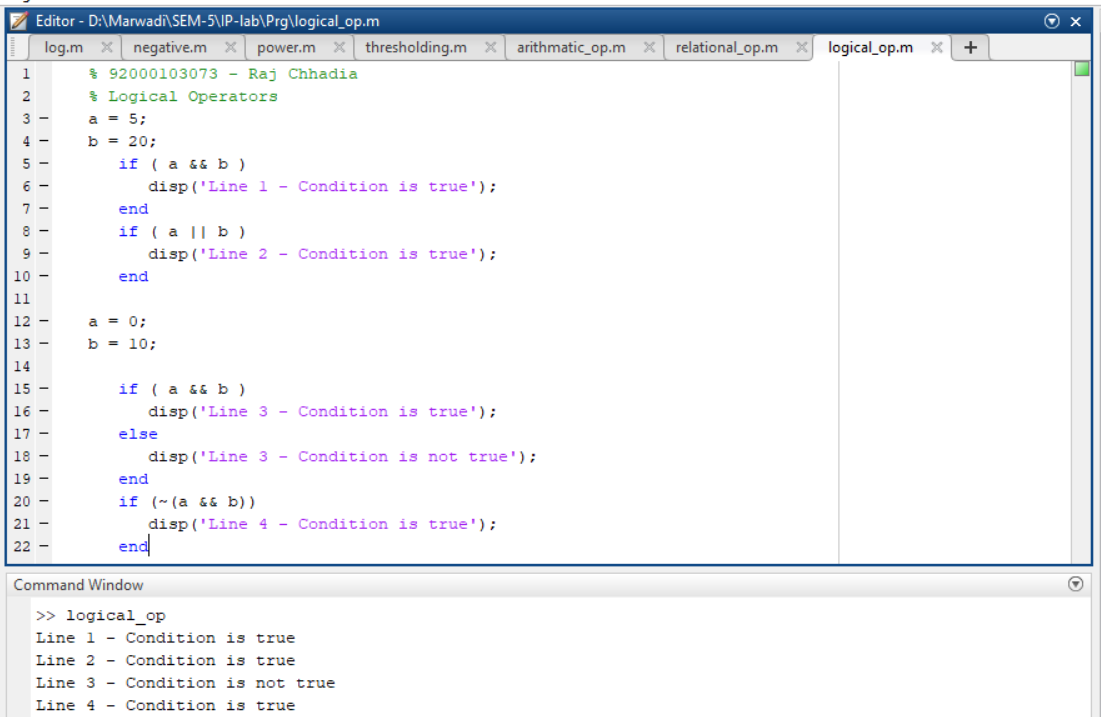 Editor - D:\Marwadi\SEM-5\IP-lab\Prg\logical_op.m
log.m negative.m power.m thresholding.m arithmatic_op.m relational_op.m logical_op.m +
1 % 92000103073 - Raj Chhadia
2 % Logical Operators
3 - a = 5;
4 - b = 20;
5 - if ( a && b )
6 - disp('Line 1 - Condition is true');
7 - end
8 - if ( a || b )
9 - disp('Line 2 - Condition is true');
10 - end
11
12 - a = 0;
13 - b = 10;
14
15 - if ( a && b )
16 - disp('Line 3 - Condition is true');
17 - else
18 - disp('Line 3 - Condition is not true');
19 - end
20 - if (~(a && b))
21 - disp('Line 4 - Condition is true');
22 - end
Command Window
>> logical_op
Line 1 - Condition is true
Line 2 - Condition is true
Line 3 - Condition is not true
Line 4 - Condition is true